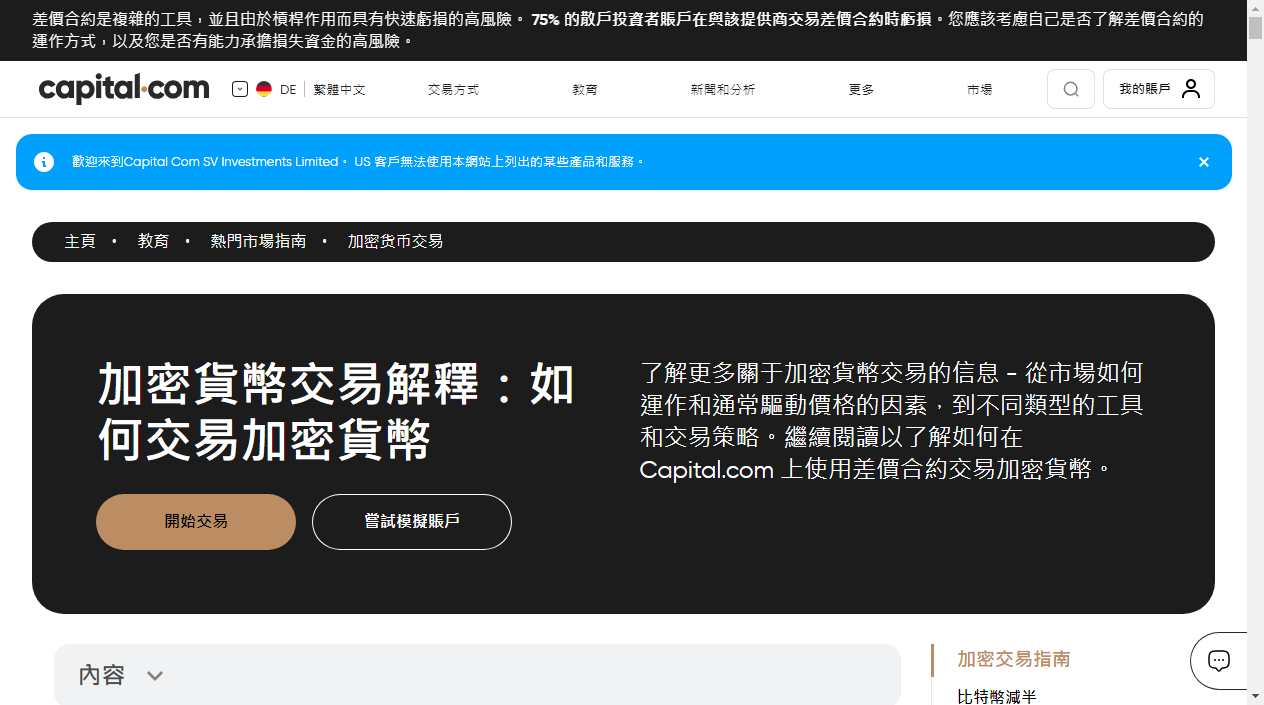 差價合約是複雜的工具，並且由於槓桿作用而具有快速虧損的高風險。 75% 的散戶投資者賬戶在與該提供商交易差價合約時虧損。您應該考慮自己是否了解差價合約的
運作方式，以及您是否有能力承擔損失資金的高風險。
capital.com
DE
繁體中文
交易方式
教育
新聞和分析
更多
市場
我的賬戶
歡迎來到Capital Com SV Investments Limited。 US 客戶無法使用本網站上列出的某些產品和服務。
主頁 • 教育 • 熱門市場指南 • 加密货币交易
加密貨幣交易解釋：如
何交易加密貨幣
了解更多關于加密貨幣交易的信息 - 從市場如何
運作和通常驅動價格的因素，到不同類型的工具
和交易策略。繼續閱讀以了解如何在
Capital.com 上使用差價合約交易加密貨幣。
開始交易
嘗試模擬賬戶
內容
加密交易指南
比特幣減半